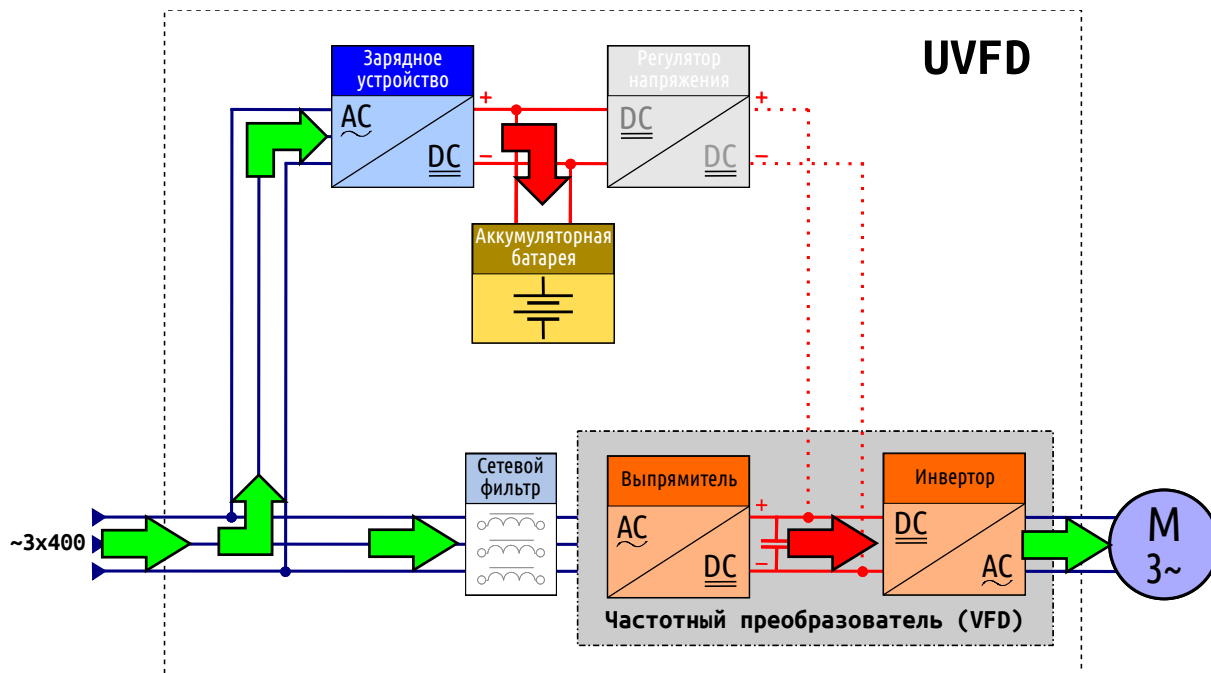 UVFD
Зарядное
устройство
AC
DC
+
−
Регулятор
напряжения
DC
DC
+
−
Аккумуляторная
батарея
~3x400
Сетевой
фильтр
Выпрямитель
AC
DC
+
−
Инвертор
DC
AC
M
3~
Частотный преобразователь (VFD)